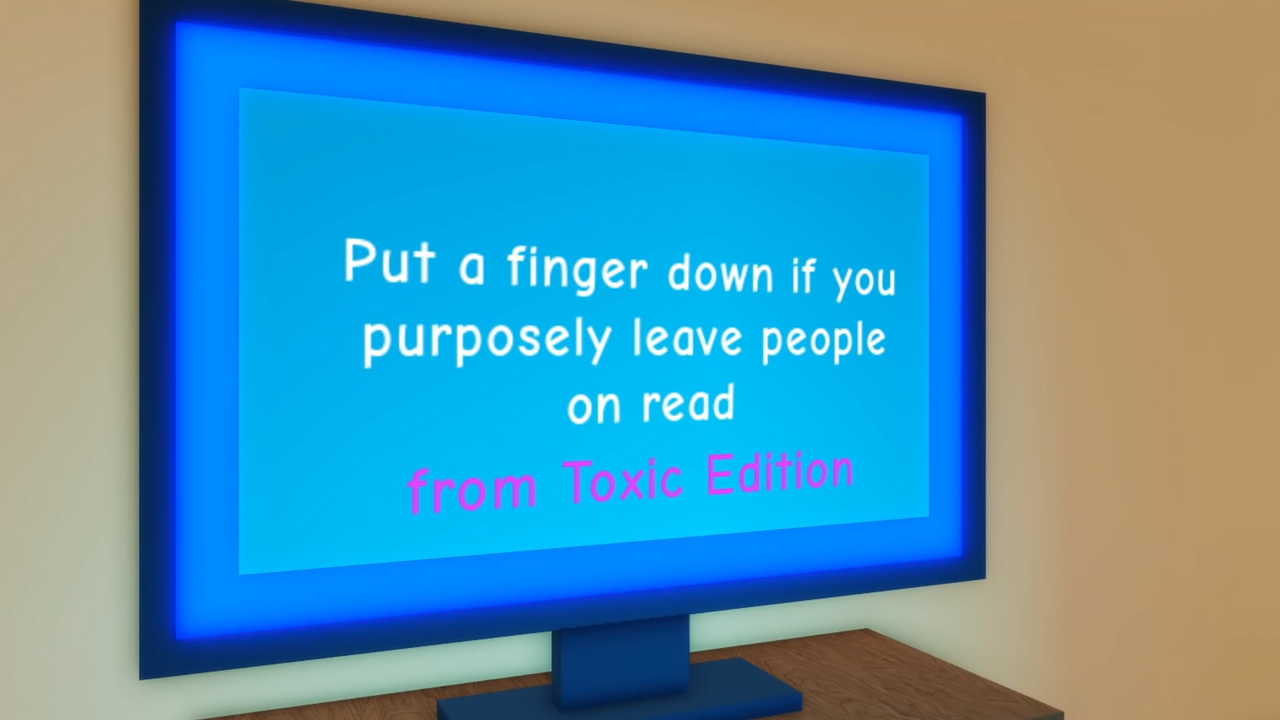 Put a finger down if you
purposely leave people
on read
from Toxic Edition